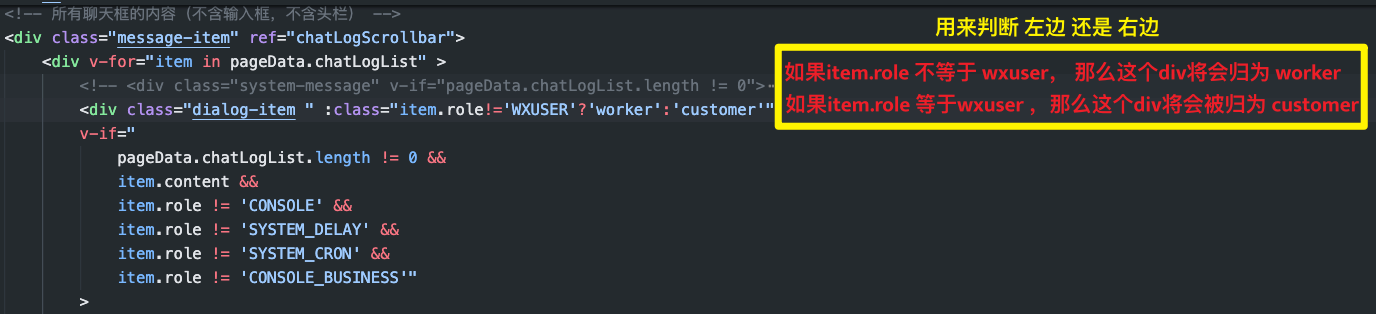 <!-- 所有聊天框的内容（不含输入框，不含头栏） -->
用来判断 左边 还是 右边
<div class="message-item" ref="chatLogScrollbar">
<div v-for="item in pageData.chatLogList" >
如果item.role 不等于 wxuser， 那么这个div将会归为 worker
<!-- <div class="system-message" v-if="pageData.chatLogList.length != 0">⋯
<div class="dialog-item " :class="item.role!='WXUSER'?'worker':'customer'"
如果item.role 等于wxuser ，那么这个div将会被归为 customer
v-if="
pageData.chatLogList.length != 0 &&
item.content &&
item.role != 'CONSOLE' &&
item.role != 'SYSTEM_DELAY' &&
item.role != 'SYSTEM_CRON' &&
item.role != 'CONSOLE_BUSINESS'"
>